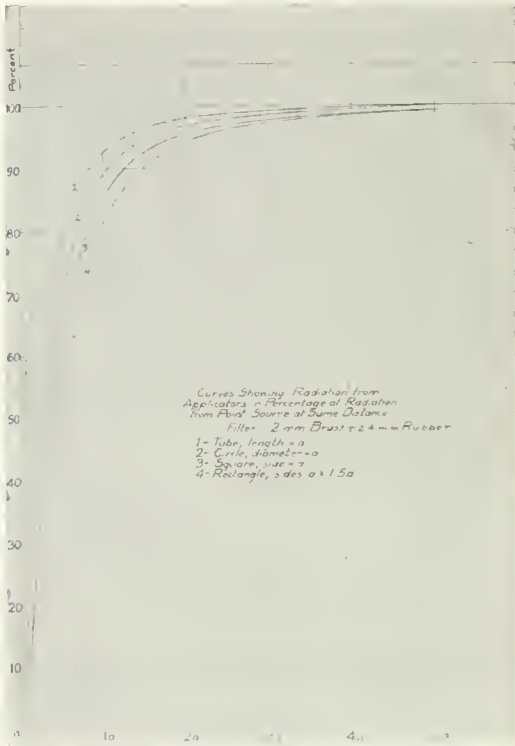 Percent
100
90
80
70
60
50
40
30
20
10
Curves Showing Radiation from
Applicators in Percentage of Radiation
from Point Source at Same Distance
Filter 2 mm Brass + 2.4 mm Rubber
1- Tube, length = a
2- Circle, diameter = a
3- Square, side = a
4- Rectangle, sides a x 1.5a
1
2
3
4
1a
2a
4a